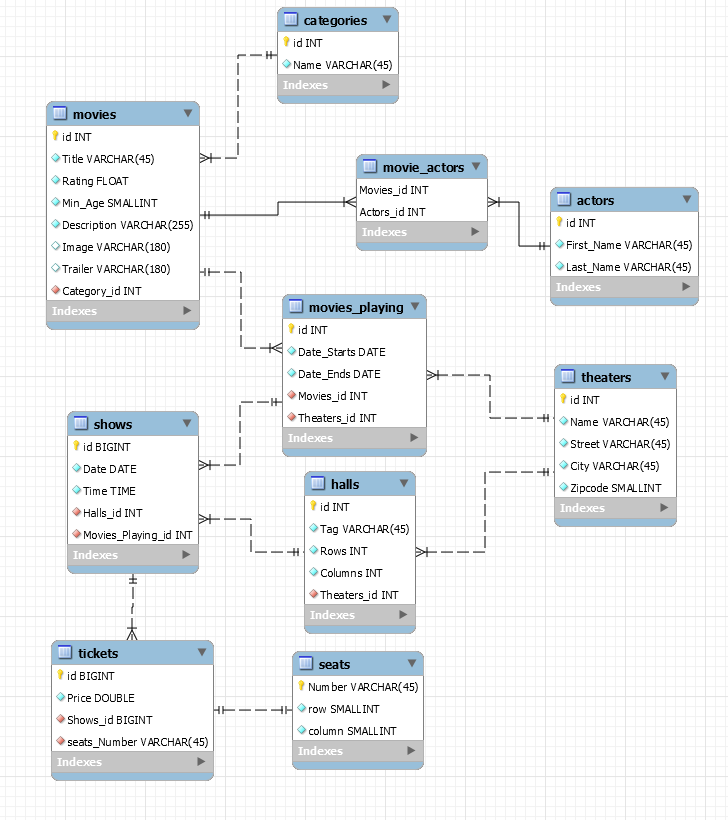 categories
id INT
Name VARCHAR(45)
Indexes
movies
id INT
Title VARCHAR(45)
Rating FLOAT
Min_Age SMALLINT
Description VARCHAR(255)
Image VARCHAR(180)
Trailer VARCHAR(180)
Category_id INT
Indexes
movie_actors
Movies_id INT
Actors_id INT
Indexes
actors
id INT
First_Name VARCHAR(45)
Last_Name VARCHAR(45)
Indexes
movies_playing
id INT
Date_Starts DATE
Date_Ends DATE
Movies_id INT
Theaters_id INT
Indexes
theaters
id INT
Name VARCHAR(45)
Street VARCHAR(45)
City VARCHAR(45)
Zipcode SMALLINT
Indexes
shows
id BIGINT
Date DATE
Time TIME
Halls_id INT
Movies_Playing_id INT
Indexes
halls
id INT
Tag VARCHAR(45)
Rows INT
Columns INT
Theaters_id INT
Indexes
tickets
id BIGINT
Price DOUBLE
Shows_id BIGINT
seats_Number VARCHAR(45)
Indexes
seats
Number VARCHAR(45)
row SMALLINT
column SMALLINT
Indexes